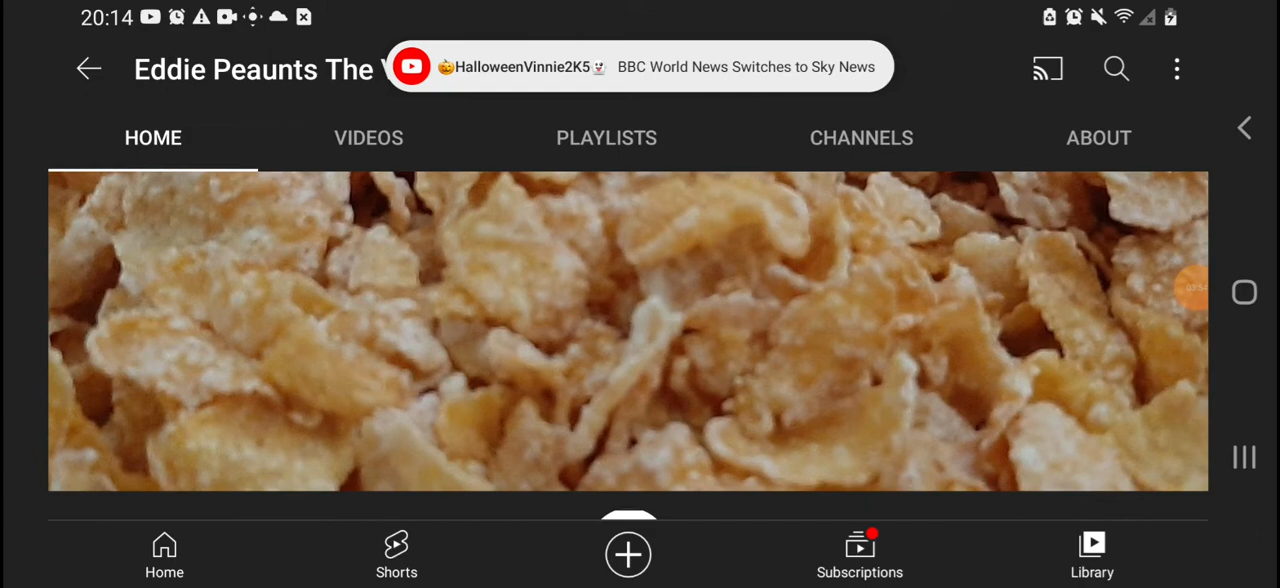 20:14
Eddie Peaunts The
🎃HalloweenVinnie2K5👻 BBC World News Switches to Sky News
HOME VIDEOS PLAYLISTS CHANNELS ABOUT
Home Shorts Subscriptions Library